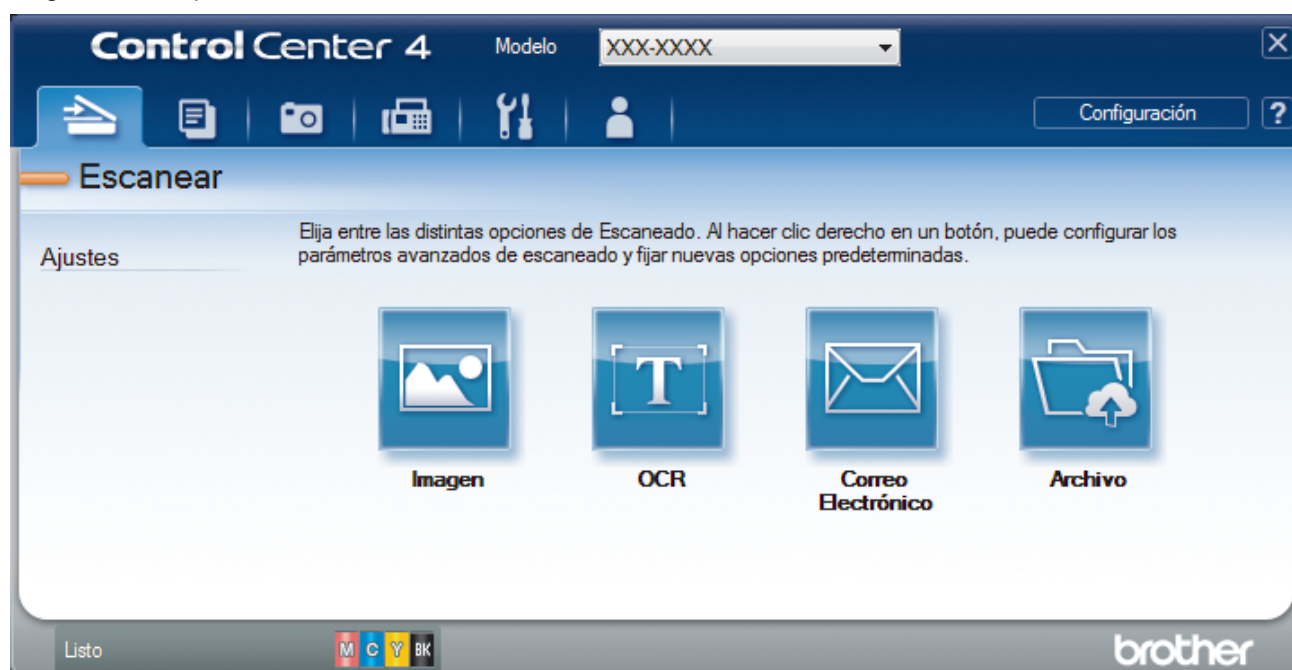 Control Center 4
Modelo
XXX-XXXX
Configuración
?
Escanear
Ajustes
Elija entre las distintas opciones de Escaneado. Al hacer clic derecho en un botón, puede configurar los
parámetros avanzados de escaneado y fijar nuevas opciones predeterminadas.
T
Imagen
OCR
Correo
Electrónico
Archivo
Listo
M C Y BK
brother